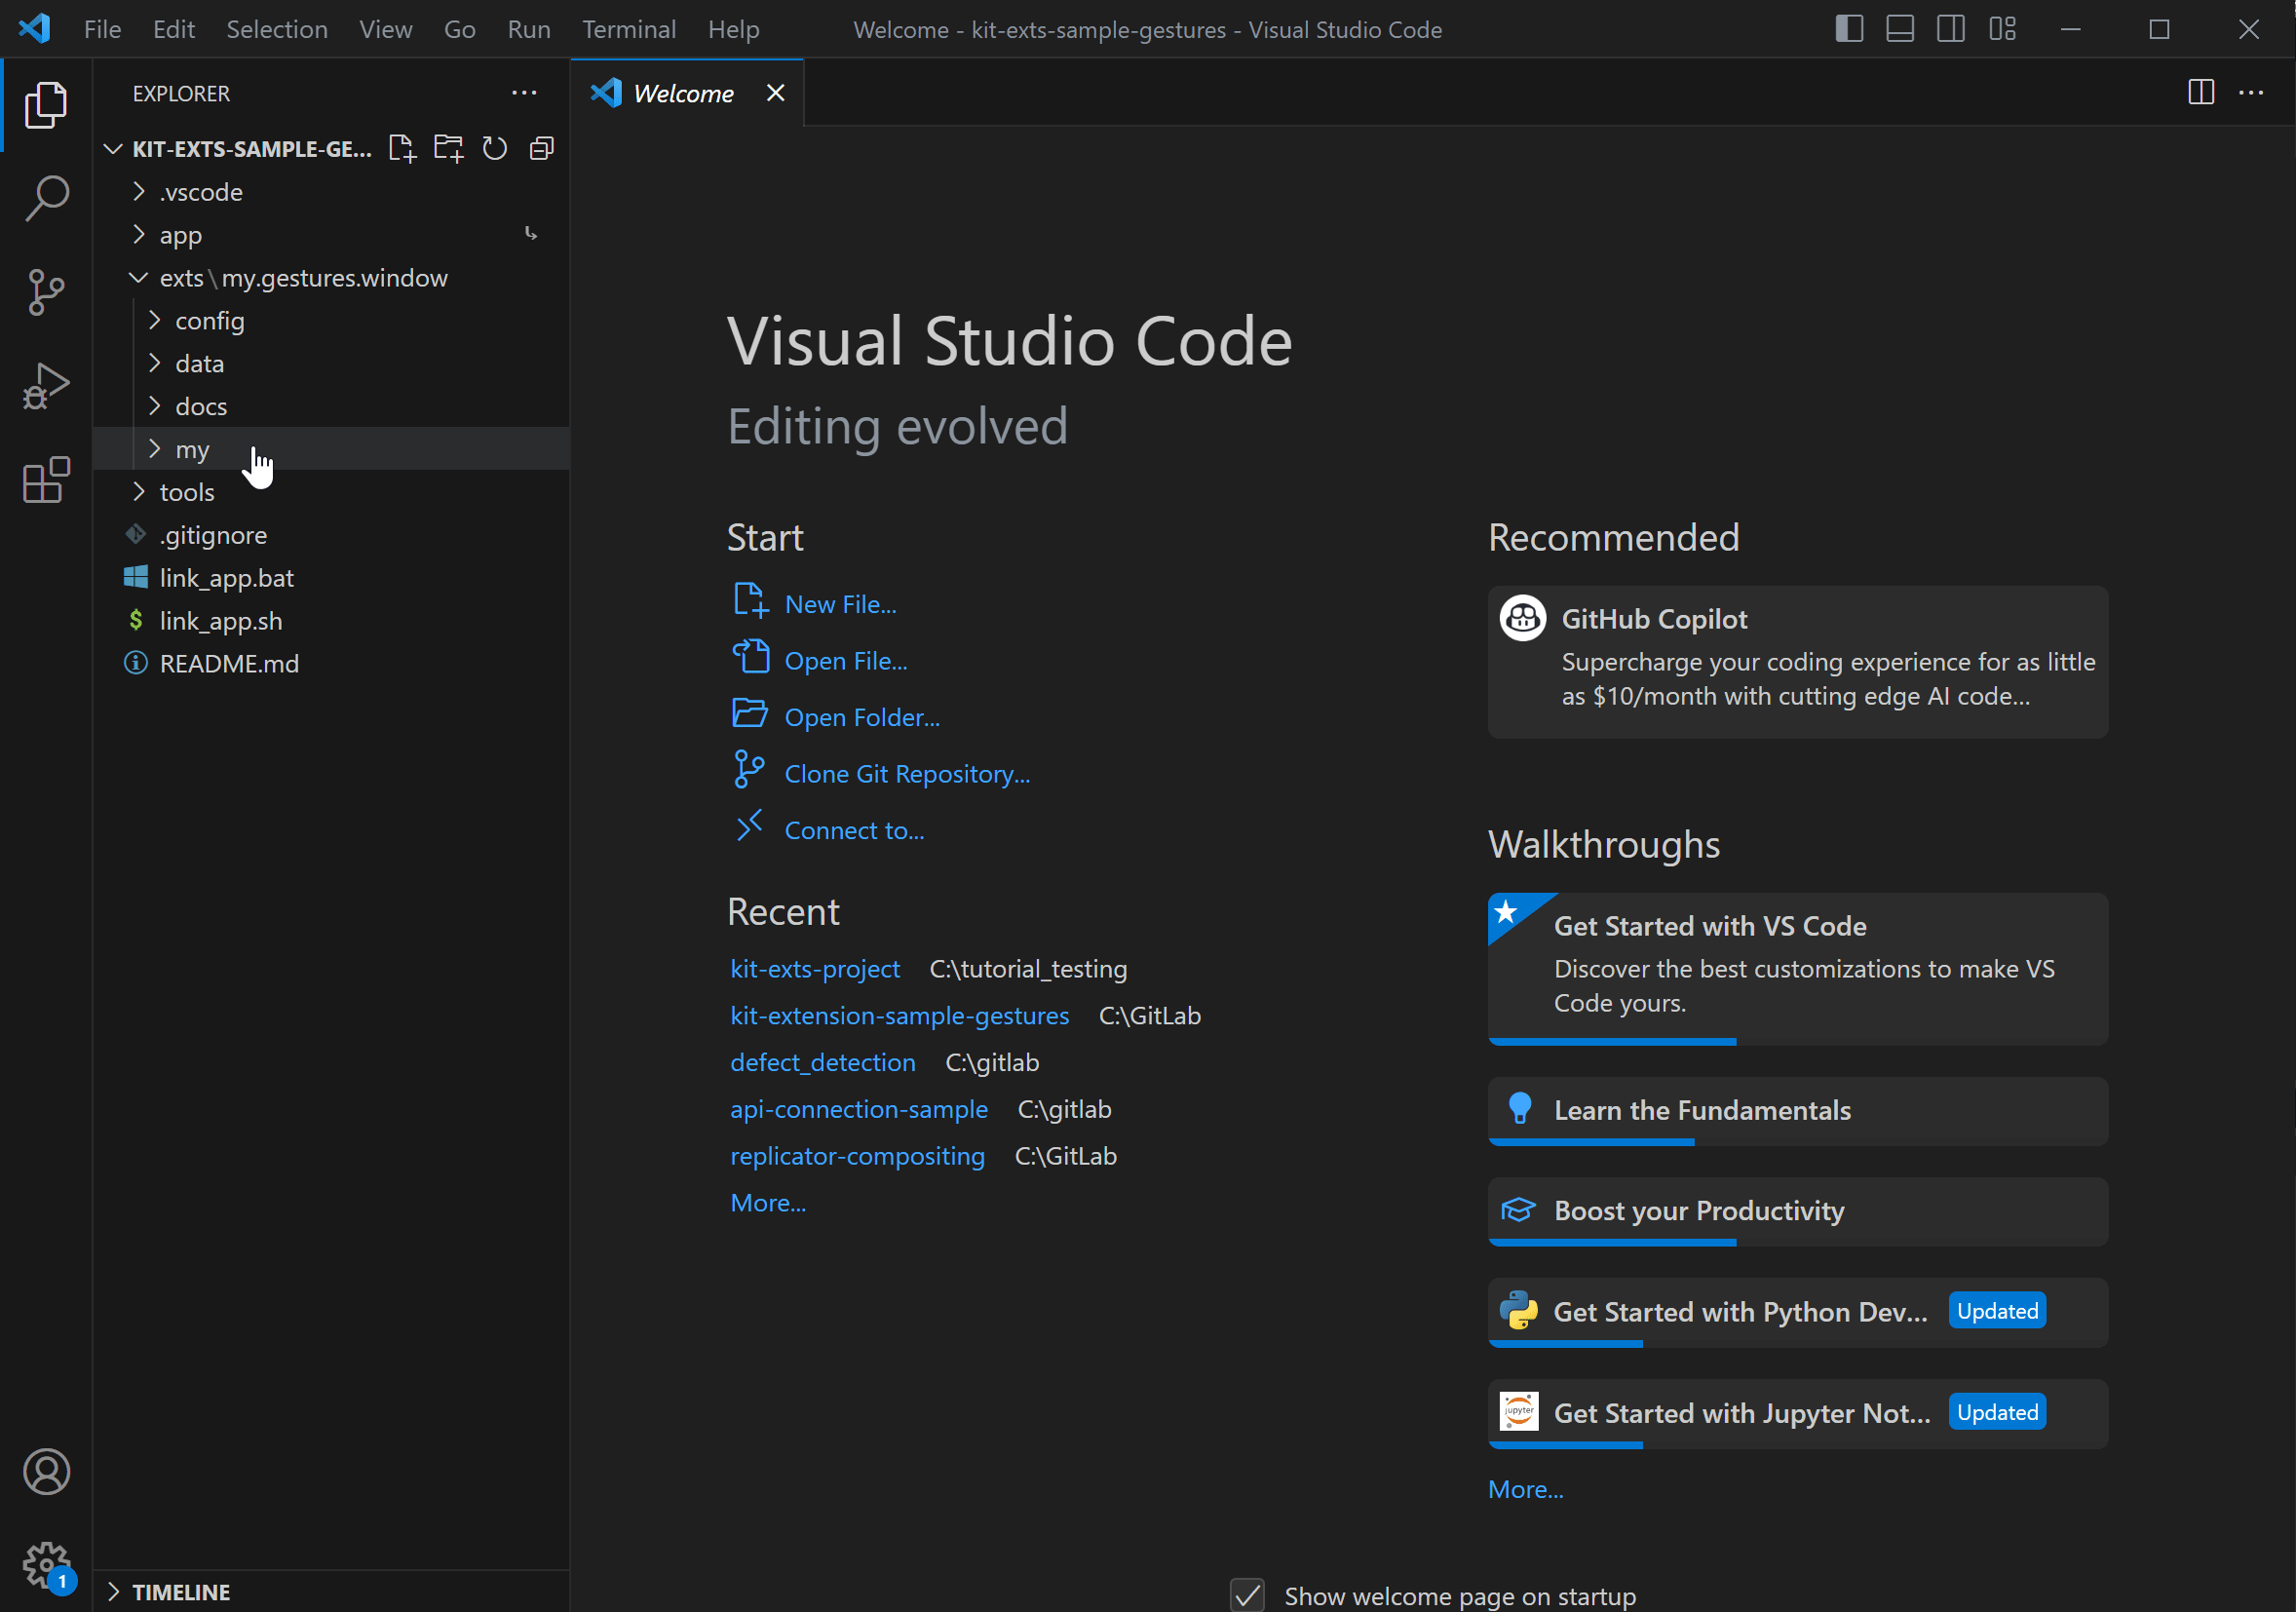 File Edit Selection View Go Run Terminal Help Welcome - kit-exts-sample-gestures - Visual Studio Code
EXPLORER
Welcome
KIT-EXTS-SAMPLE-GE...
.vscode
app
exts\my.gestures.window
config
data
docs
my
tools
.gitignore
link_app.bat
$ link_app.sh
README.md
TIMELINE
1
Visual Studio Code
Editing evolved
Start
New File...
Open File...
Open Folder...
Clone Git Repository...
Connect to...
Recent
kit-exts-project C:\tutorial_testing
kit-extension-sample-gestures C:\GitLab
defect_detection C:\gitlab
api-connection-sample C:\gitlab
replicator-compositing C:\GitLab
More...
Recommended
GitHub Copilot
Supercharge your coding experience for as little
as $10/month with cutting edge AI code...
Walkthroughs
Get Started with VS Code
Discover the best customizations to make VS
Code yours.
Learn the Fundamentals
Boost your Productivity
Get Started with Python Dev... Updated
jupyter Get Started with Jupyter Not... Updated
More...
Show welcome page on startup